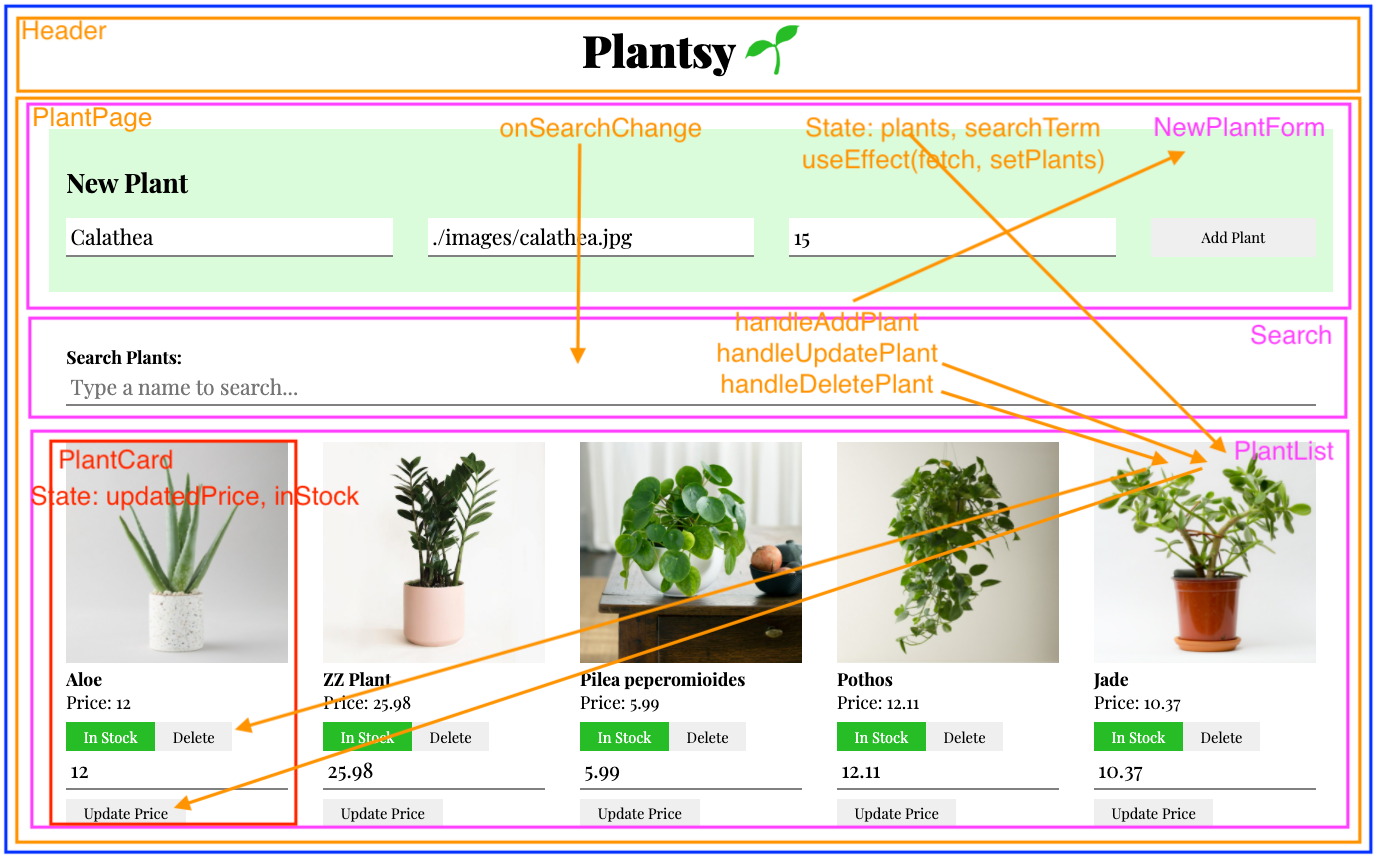 Header
Plantsy
PlantPage
onSearchChange
State: plants, searchTerm
useEffect(fetch, setPlants)
NewPlantForm
New Plant
Calathea
./images/calathea.jpg
15
Add Plant
handleAddPlant
handleUpdatePlant
handleDeletePlant
Search
Search Plants:
Type a name to search...
PlantCard
State: updatedPrice, inStock
PlantList
Aloe
Price: 12
In Stock
Delete
12
Update Price
ZZ Plant
Price: 25.98
In Stock
Delete
25.98
Update Price
Pilea peperomioides
Price: 5.99
In Stock
Delete
5.99
Update Price
Pothos
Price: 12.11
In Stock
Delete
12.11
Update Price
Jade
Price: 10.37
In Stock
Delete
10.37
Update Price